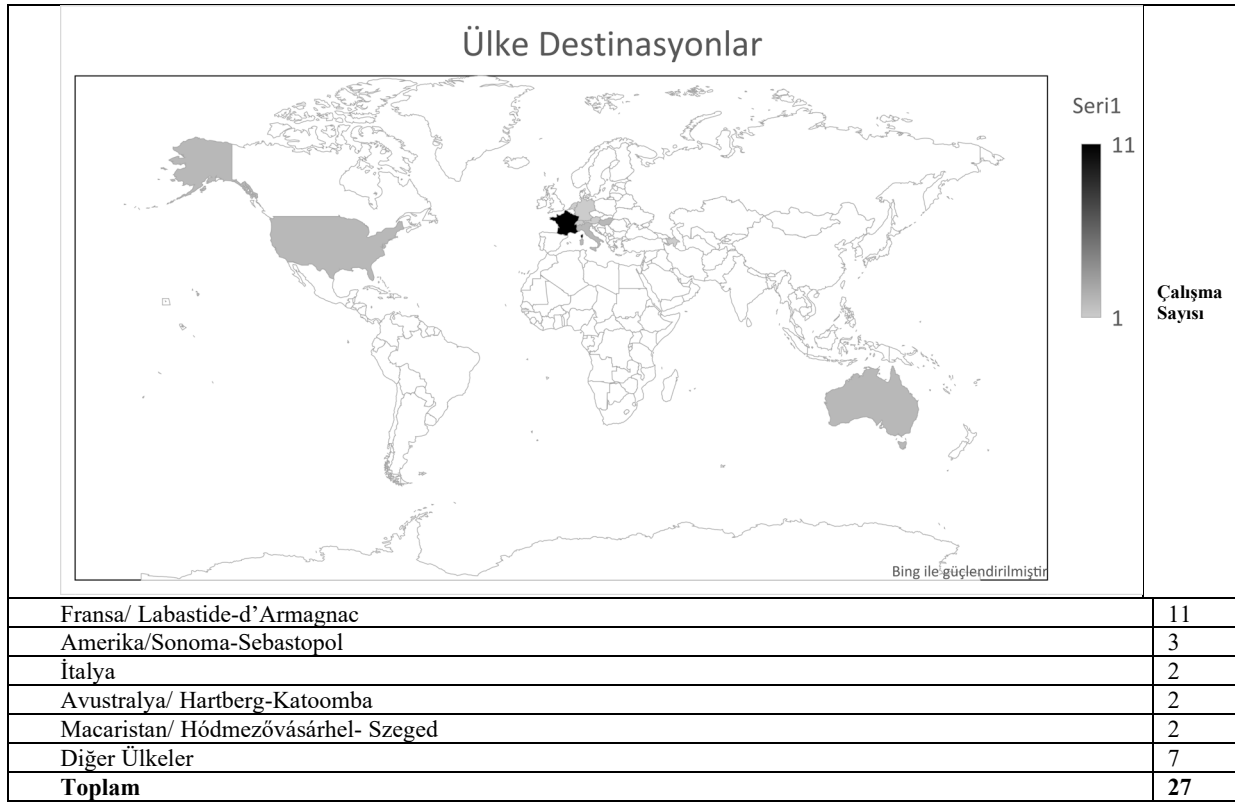 Ülke Destinasyonlar
Seri1
11
1
Çalışma
Sayısı
Bing ile güçlendirilmiştir
Fransa/ Labastide-d’Armagnac 11
Amerika/Sonoma-Sebastopol 3
İtalya 2
Avustralya/ Hartberg-Katoomba 2
Macaristan/ Hódmezővásárhel- Szeged 2
Diğer Ülkeler 7
Toplam 27